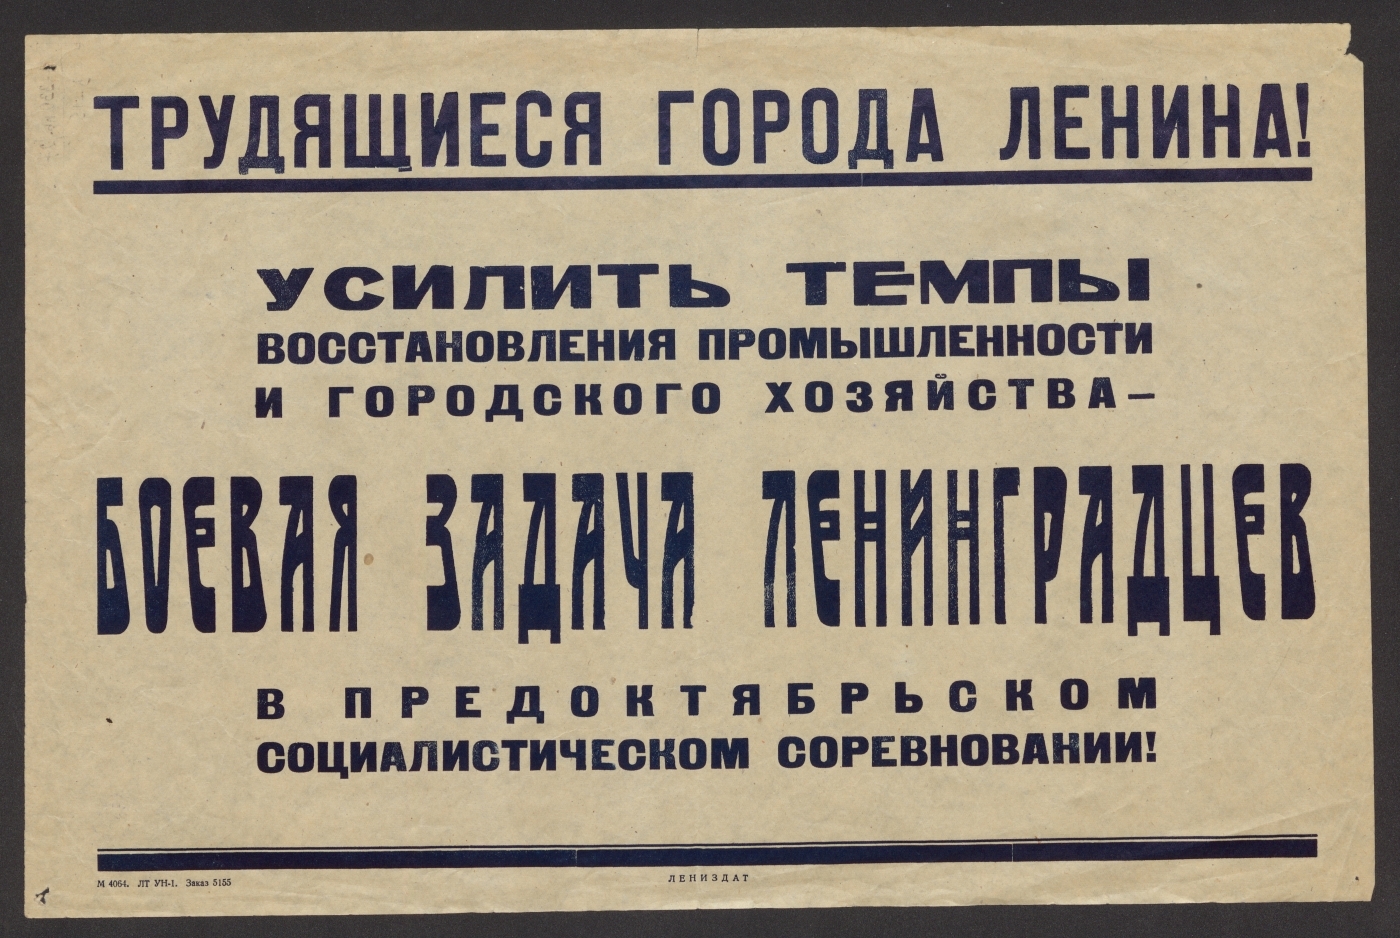 ТРУДЯЩИЕСЯ ГОРОДА ЛЕНИНА!
УСИЛИТЬ ТЕМПЫ
ВОССТАНОВЛЕНИЯ ПРОМЫШЛЕННОСТИ
И ГОРОДСКОГО ХОЗЯЙСТВА—
БОЕВАЯ ЗАДАЧА ЛЕНИНГРАДЦЕВ
В ПРЕДОКТЯБРЬСКОМ
СОЦИАЛИСТИЧЕСКОМ СОРЕВНОВАНИИ!
М 4064. ЛТ УН-1. Заказ 5155
ЛЕНИЗДАТ